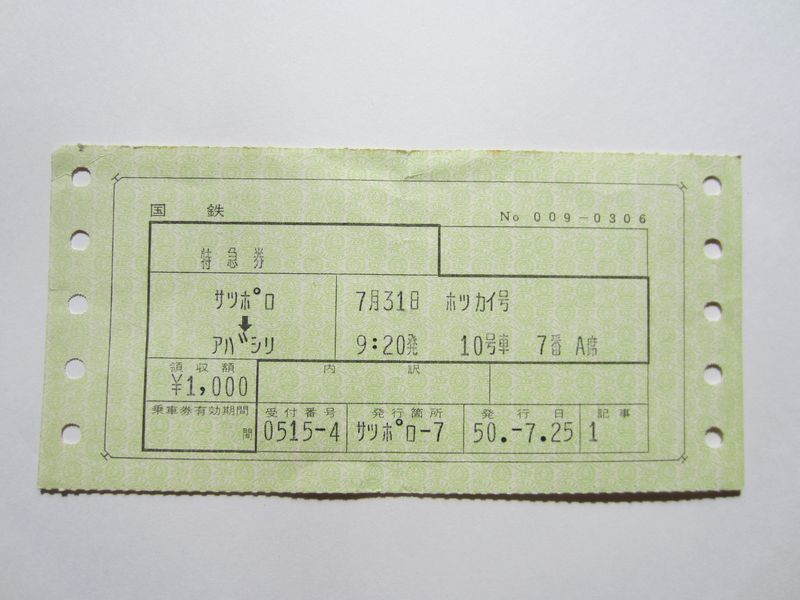 国鉄 No 009-0306
特急券
サツポロ 7月31日 ホツカイ号
⬇
アバシリ 9:20発 10号車 7番 A席
領収額 内訳
¥1,000
乗車券有効期間 受付番号 発行箇所 発行日 記事
間 0515-4 サツポロ-7 50.-7.25 1